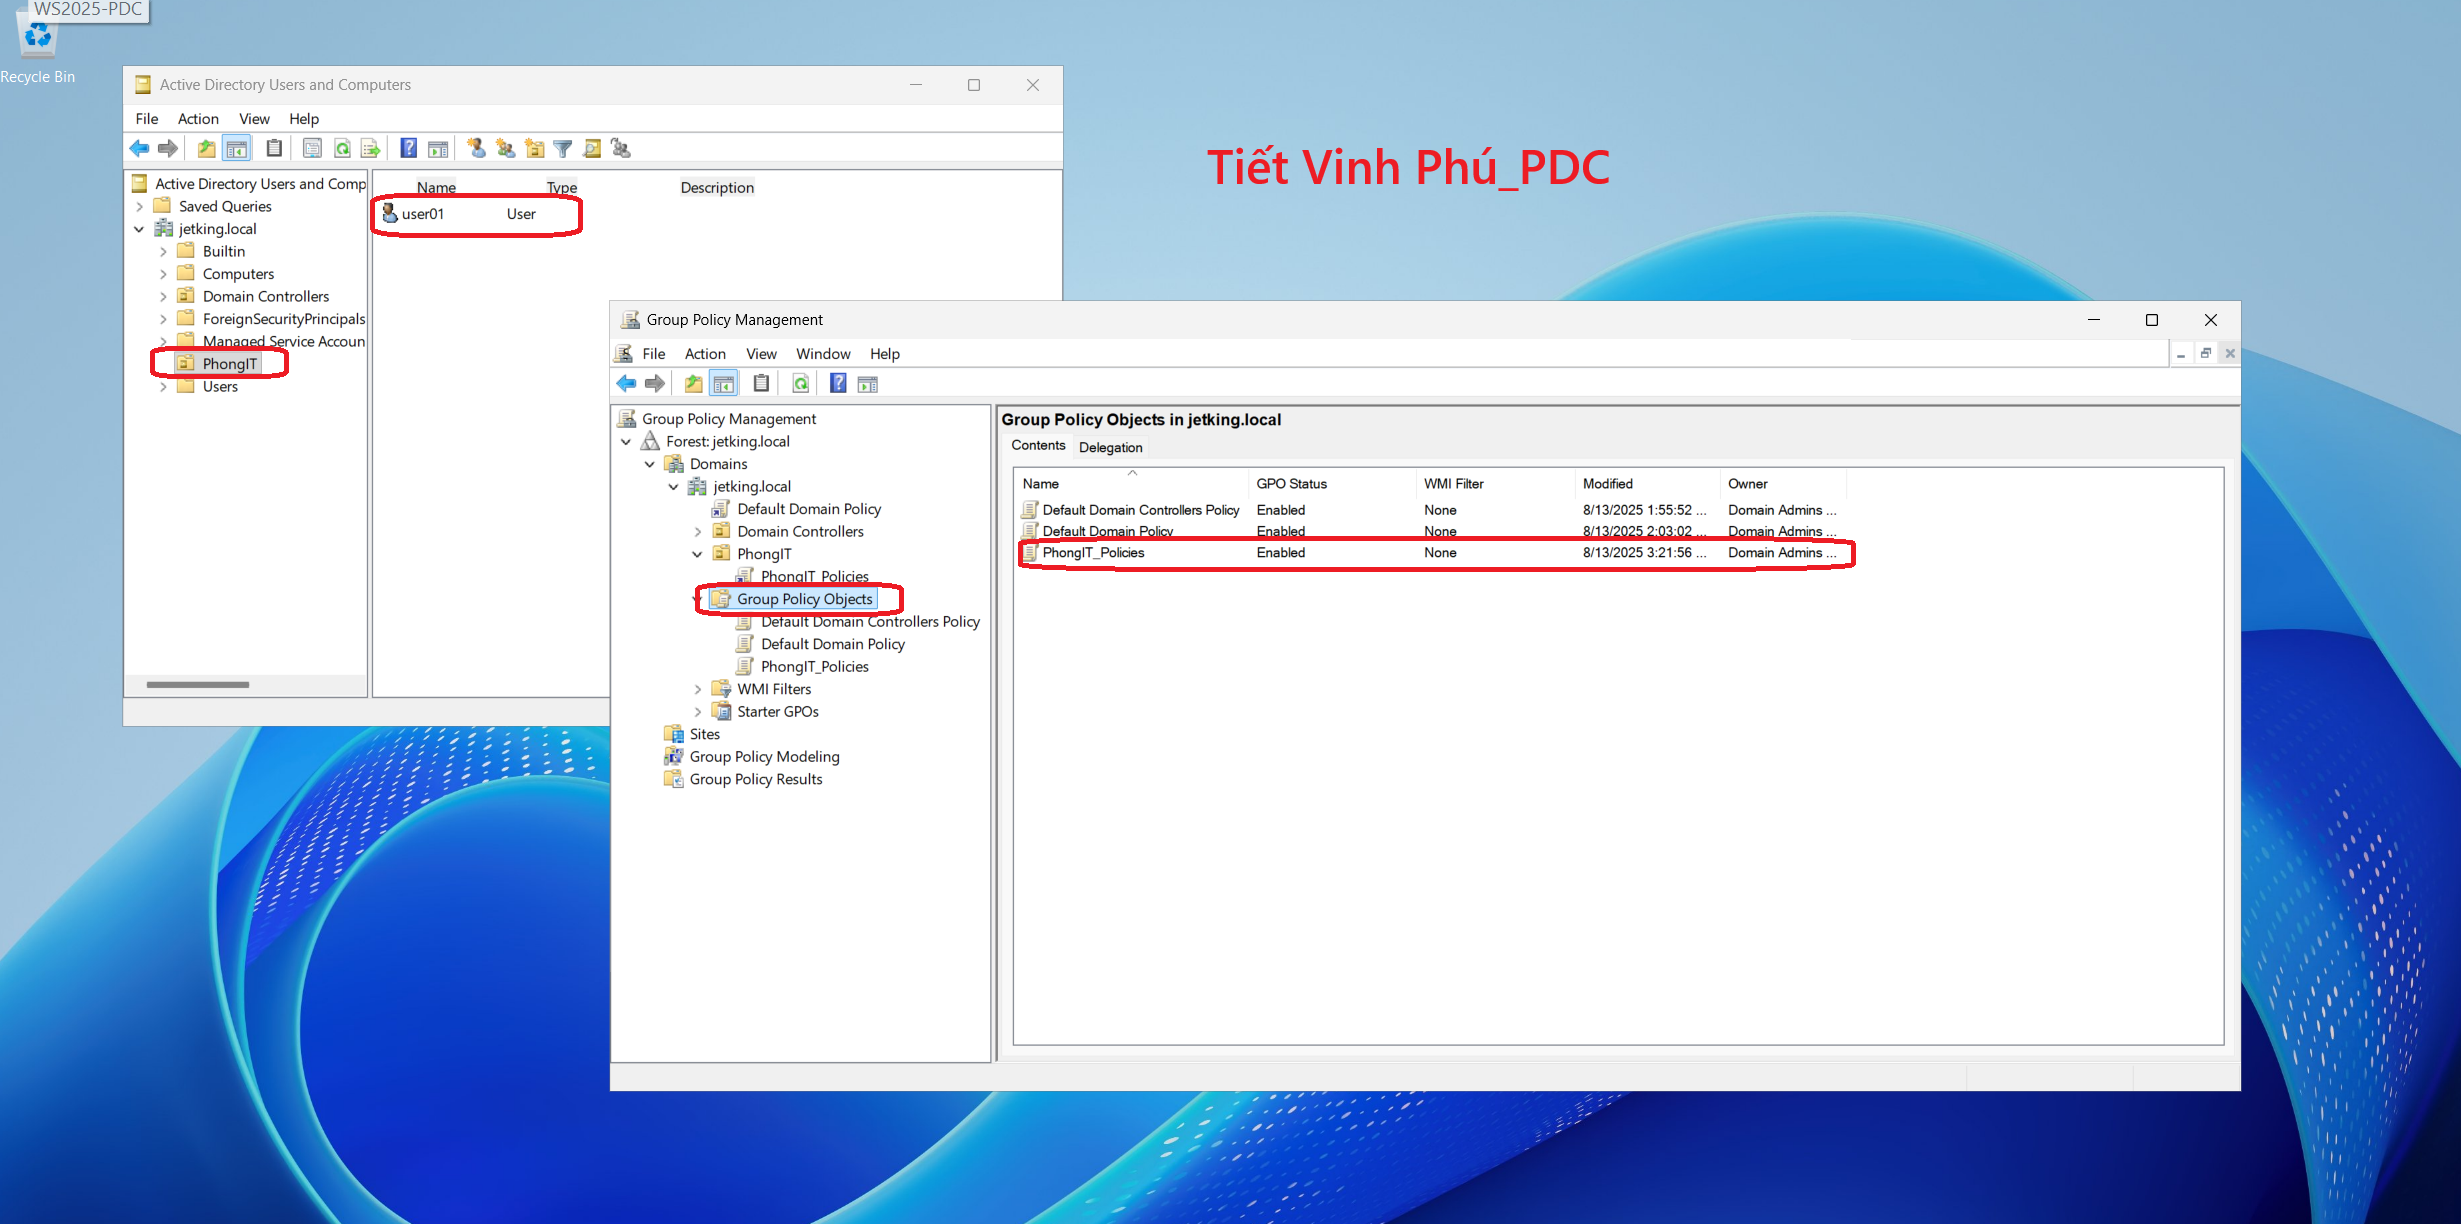 WS2025-PDC
Recycle Bin
Active Directory Users and Computers
File Action View Help
Active Directory Users and Comp
Saved Queries
jetking.local
Builtin
Computers
Domain Controllers
ForeignSecurityPrincipals
Managed Service Accoun
PhongIT
Users
Name Type Description
user01 User
Tiết Vinh Phú_PDC
Group Policy Management
File Action View Window Help
Group Policy Management
Forest: jetking.local
Domains
jetking.local
Default Domain Policy
Domain Controllers
PhongIT
PhongIT_Policies
Group Policy Objects
Default Domain Controllers Policy
Default Domain Policy
PhongIT_Policies
WMI Filters
Starter GPOs
Sites
Group Policy Modeling
Group Policy Results
Group Policy Objects in jetking.local
Contents Delegation
Name GPO Status WMI Filter Modified Owner
Default Domain Controllers Policy Enabled None 8/13/2025 1:55:52 ... Domain Admins ...
Default Domain Policy Enabled None 8/13/2025 2:03:02 ... Domain Admins ...
PhongIT_Policies Enabled None 8/13/2025 3:21:56 ... Domain Admins ...